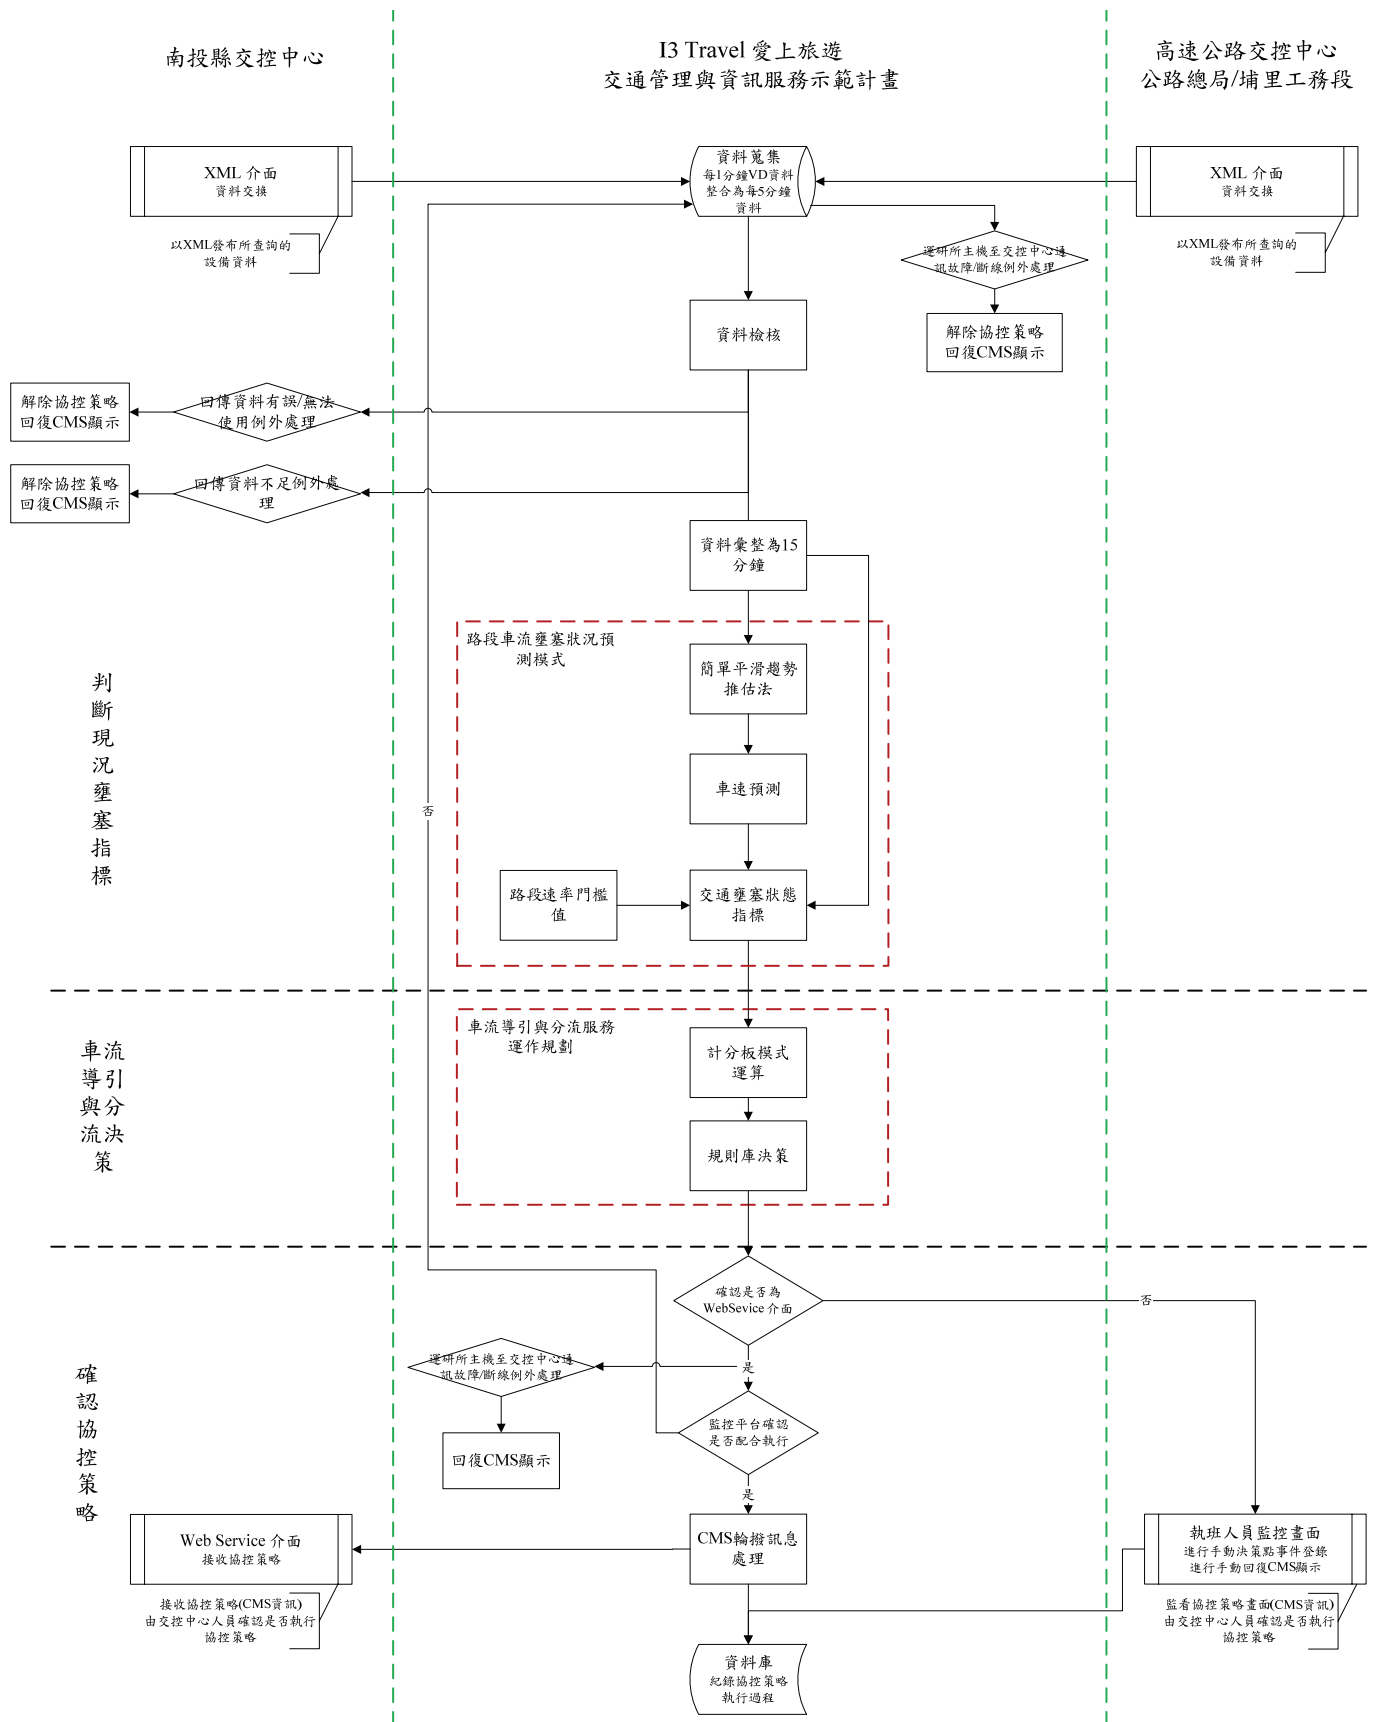 南投縣交控中心
I3 Travel 愛上旅遊
交通管理與資訊服務示範計畫
高速公路交控中心
公路總局/埔里工務段
XML 介面
資料交換
以XML發布所查詢的
設備資料
資料蒐集
每1分鐘VD資料
整合為每5分鐘
資料
XML 介面
資料交換
以XML發布所查詢的
設備資料
運研所主機至交控中心通
訊故障/斷線例外處理
解除協控策略
回復CMS顯示
資料檢核
解除協控策略
回復CMS顯示
回傳資料有誤/無法
使用例外處理
解除協控策略
回復CMS顯示
回傳資料不足例外處
理
資料彙整為15
分鐘
判
斷
現
況
壅
塞
指
標
路段車流壅塞狀況預
測模式
簡單平滑趨勢
推估法
車速預測
否
路段速率門檻
值
交通壅塞狀態
指標
車流
導引
與分
流決
策
車流導引與分流服務
運作規劃
計分板模式
運算
規則庫決策
確
認
協
控
策
略
確認是否為
WebSevice 介面
否
是
運研所主機至交控中心通
訊故障/斷線例外處理
回復CMS顯示
監控平台確認
是否配合執行
是
CMS輪撥訊息
處理
Web Service 介面
接收協控策略
接收協控策略(CMS資訊)
由交控中心人員確認是否執行
協控策略
執班人員監控畫面
進行手動決策點事件登錄
進行手動回復CMS顯示
監看協控策略畫面(CMS資訊)
由交控中心人員確認是否執行
協控策略
資料庫
紀錄協控策略
執行過程